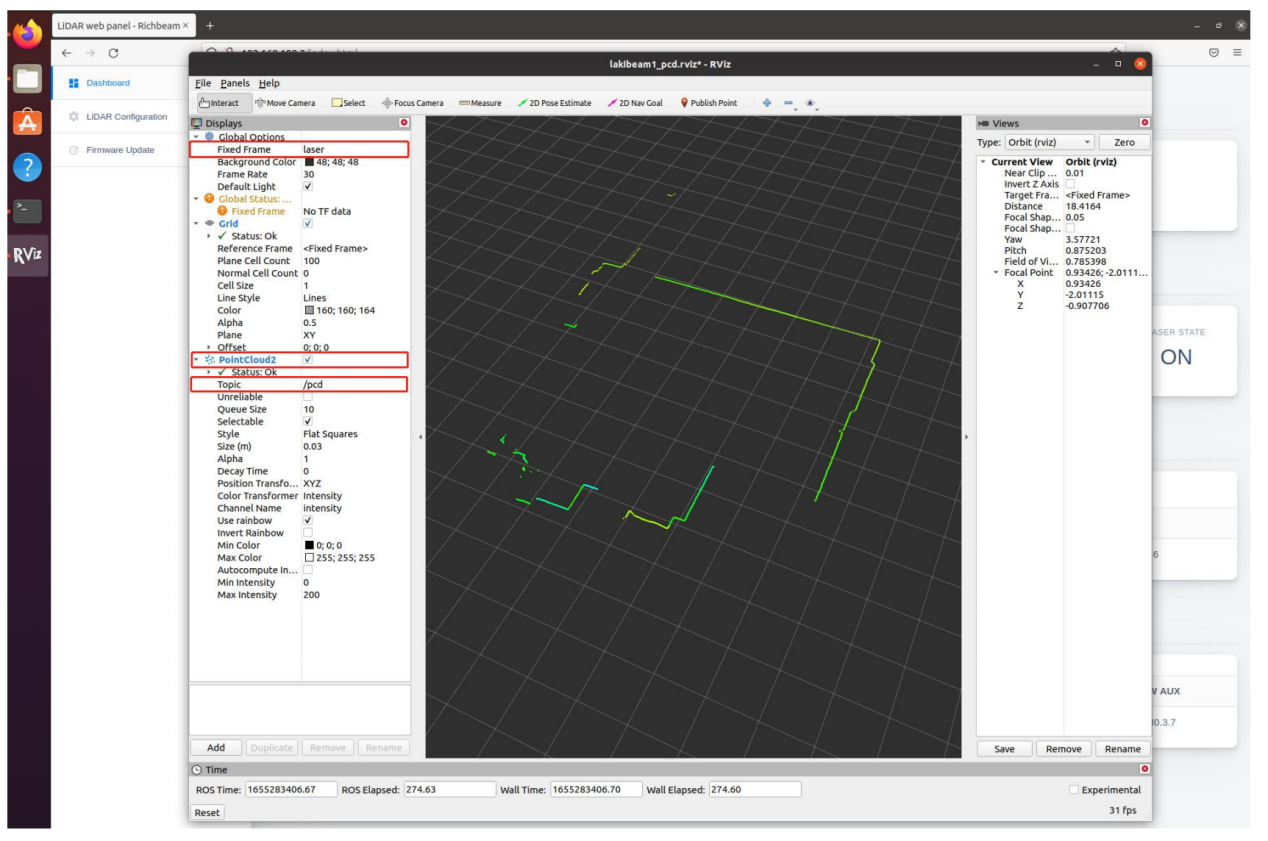 LiDAR web panel - Richbeam × +
Dashboard
LiDAR Configuration
Firmware Update
lakibeam1_pcd.rviz* - RViz
File Panels Help
Interact Move Camera Select Focus Camera Measure 2D Pose Estimate 2D Nav Goal Publish Point
Displays
Global Options
Fixed Frame laser
Background Color 48; 48; 48
Frame Rate 30
Default Light ✓
Global Status: ...
Fixed Frame No TF data
Grid ✓
✓ Status: Ok
Reference Frame <Fixed Frame>
Plane Cell Count 100
Normal Cell Count 0
Cell Size 1
Line Style Lines
Color 160; 160; 164
Alpha 0.5
Plane XY
Offset 0; 0; 0
PointCloud2 ✓
✓ Status: Ok
Topic /pcd
Unreliable
Queue Size 10
Selectable ✓
Style Flat Squares
Size (m) 0.03
Alpha 1
Decay Time 0
Position Transfo... XYZ
Color Transformer Intensity
Channel Name intensity
Use rainbow ✓
Invert Rainbow
Min Color 0; 0; 0
Max Color 255; 255; 255
Autocompute In...
Min Intensity 0
Max Intensity 200
Add Duplicate Remove Rename
Views
Type: Orbit (rviz) Zero
Current View Orbit (rviz)
Near Clip ... 0.01
Invert Z Axis
Target Fra... <Fixed Frame>
Distance 18.4164
Focal Shap... 0.05
Focal Shap...
Yaw 3.57721
Pitch 0.875203
Field of Vi... 0.785398
Focal Point 0.93426; -2.0111...
X 0.93426
Y -2.01115
Z -0.907706
Save Remove Rename
ASER STATE
ON
6
AUX
0.3.7
Time
ROS Time: 1655283406.67 ROS Elapsed: 274.63 Wall Time: 1655283406.70 Wall Elapsed: 274.60 Experimental
Reset 31 fps
RViz